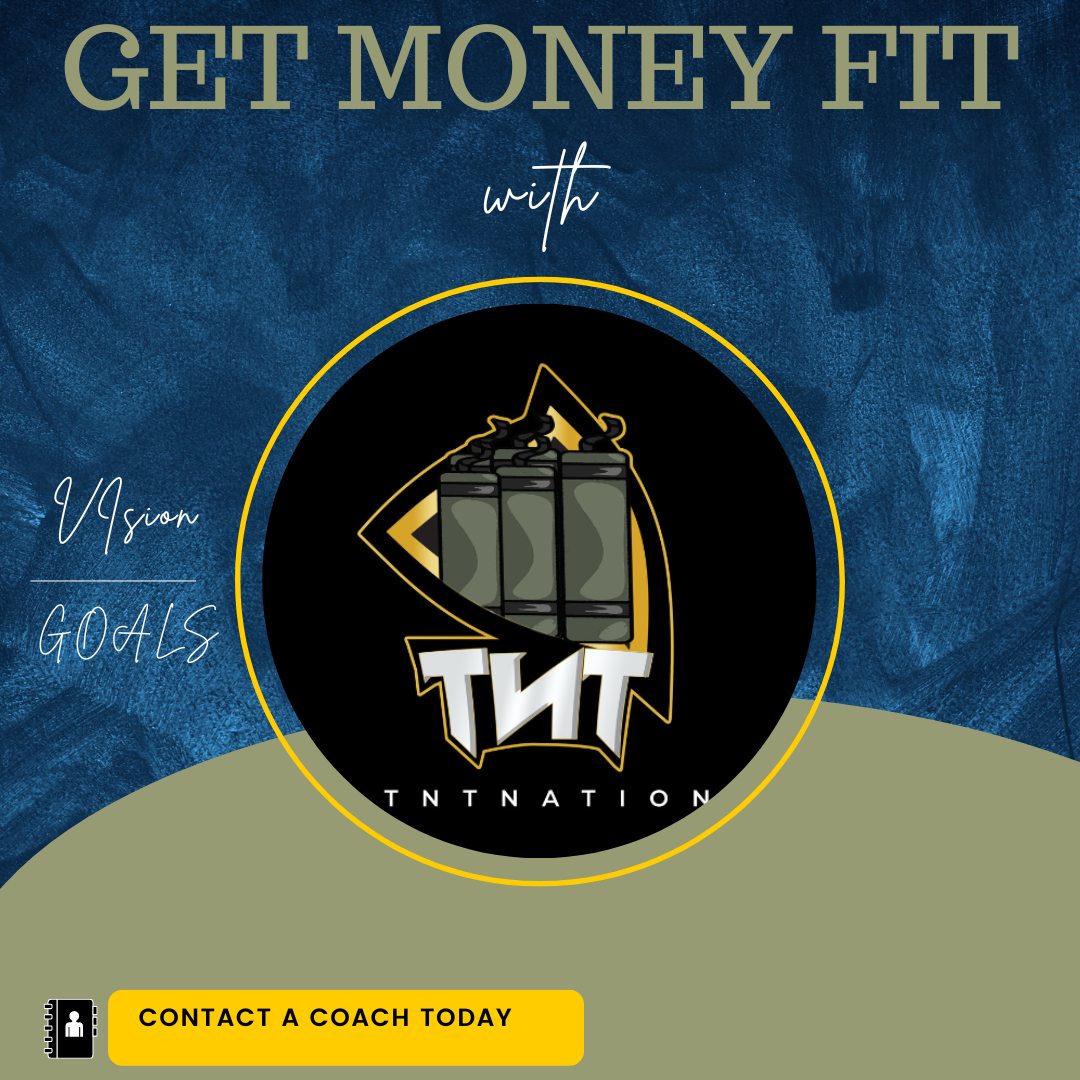 GET MONEY FIT
with
VIsion
GOALS
TNT
TNTNATION
CONTACT A COACH TODAY